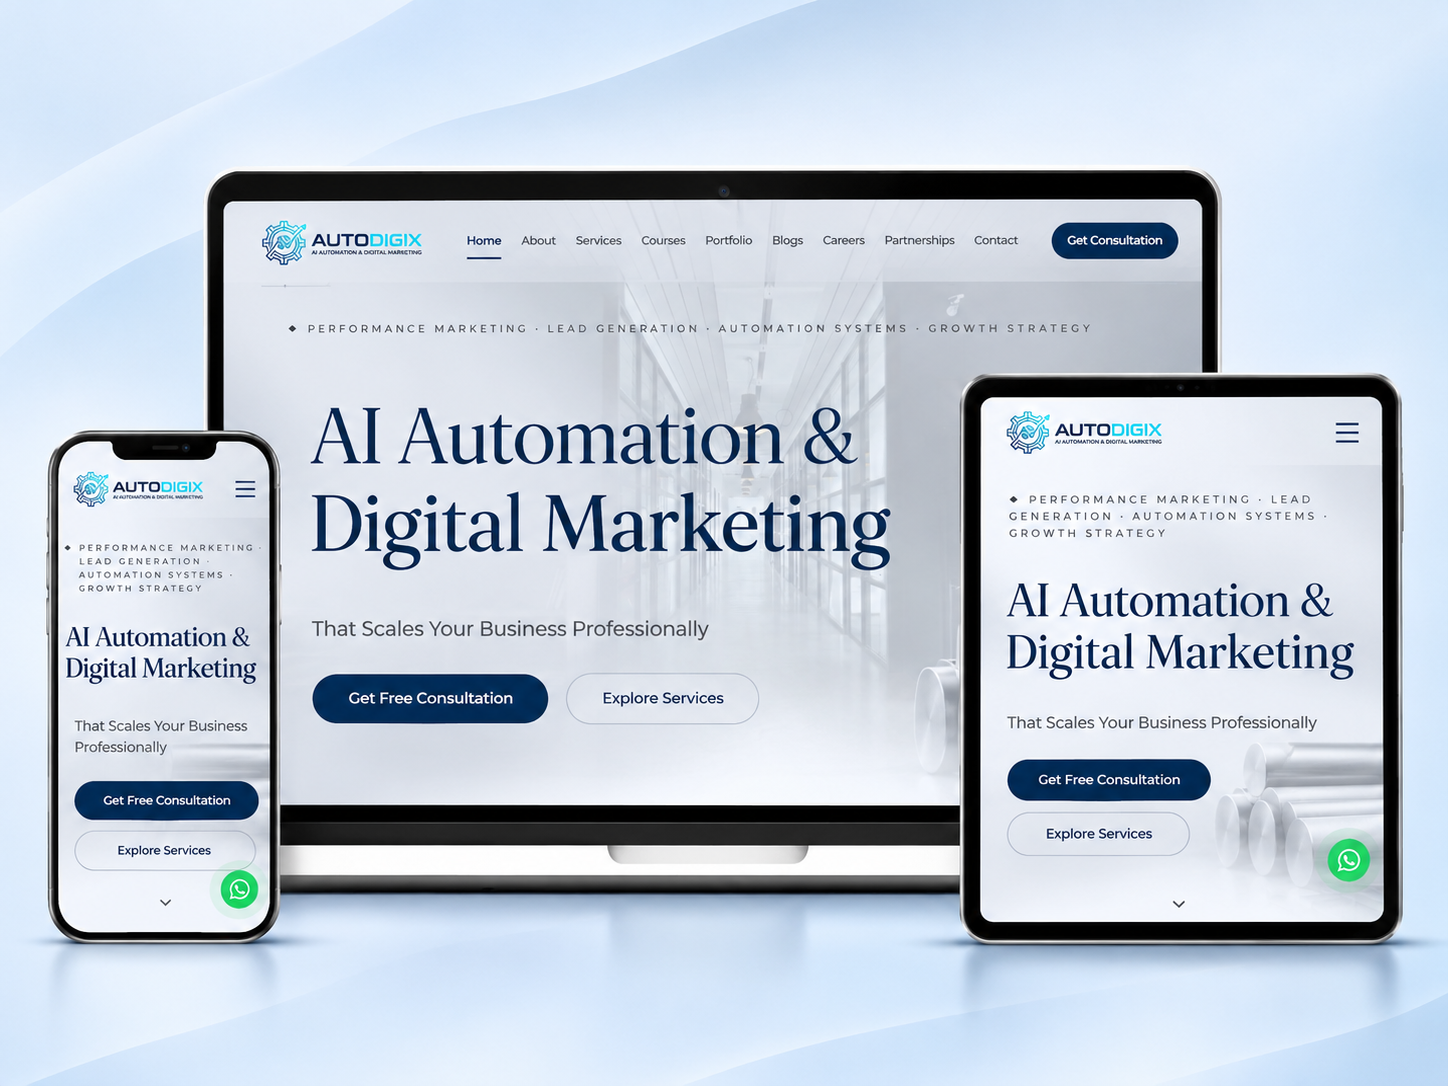 AUTODIGIX
AI AUTOMATION & DIGITAL MARKETING
Home About Services Courses Portfolio Blogs Careers Partnerships Contact
Get Consultation
◆ PERFORMANCE MARKETING · LEAD GENERATION · AUTOMATION SYSTEMS · GROWTH STRATEGY
AI Automation &
Digital Marketing
That Scales Your Business Professionally
Get Free Consultation
Explore Services
AUTODIGIX
AI AUTOMATION & DIGITAL MARKETING
◆ PERFORMANCE MARKETING ·
LEAD GENERATION ·
AUTOMATION SYSTEMS ·
GROWTH STRATEGY
AI Automation &
Digital Marketing
That Scales Your Business
Professionally
Get Free Consultation
Explore Services
AUTODIGIX
AI AUTOMATION & DIGITAL MARKETING
◆ PERFORMANCE MARKETING · LEAD
GENERATION · AUTOMATION SYSTEMS ·
GROWTH STRATEGY
AI Automation &
Digital Marketing
That Scales Your Business Professionally
Get Free Consultation
Explore Services